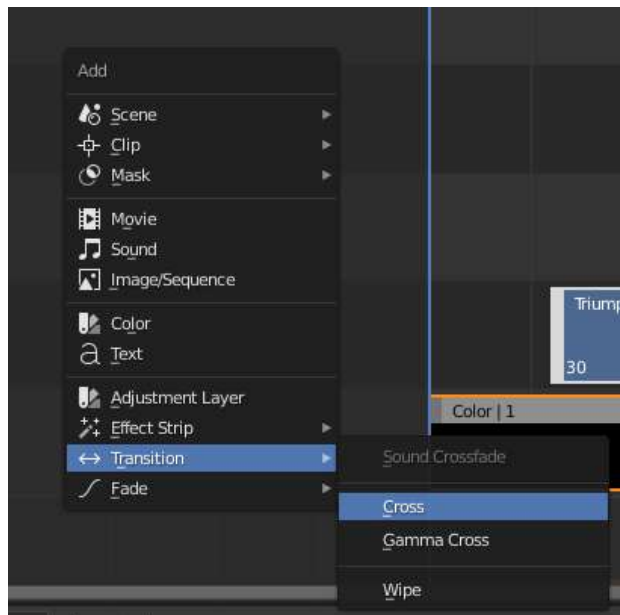 Add
Scene
Clip
Mask
Movie
Sound
Image/Sequence
Color
Text
Adjustment Layer
Effect Strip
Transition
Fade
Triump
30
Color | 1
Sound Crossfade
Cross
Gamma Cross
Wipe